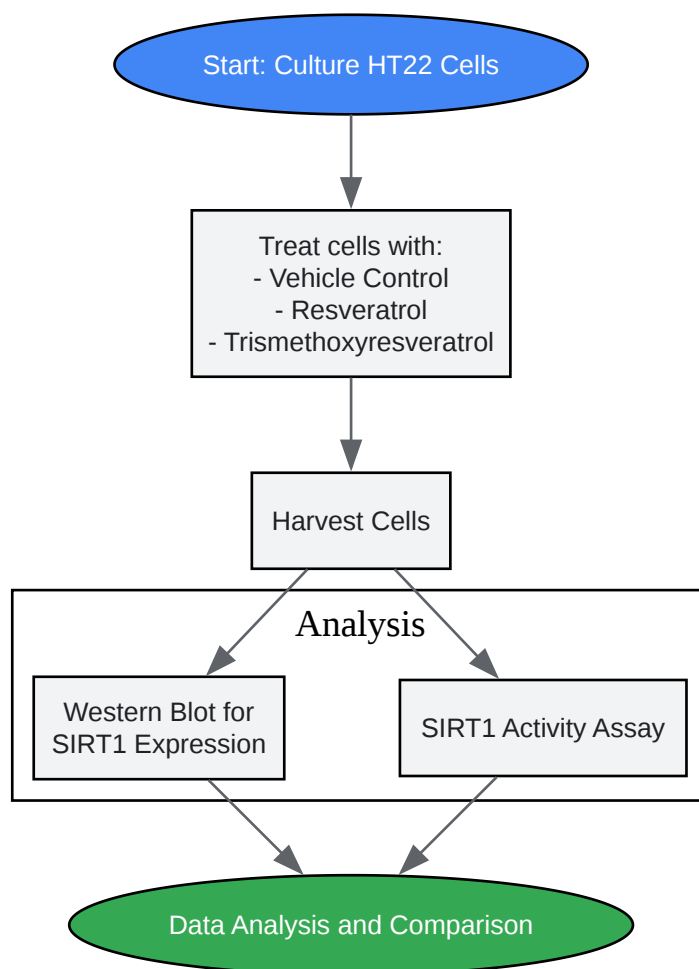 Start: Culture HT22 Cells
Treat cells with:
- Vehicle Control
- Resveratrol
- Trismethoxyresveratrol
Harvest Cells
Analysis
Western Blot for
SIRT1 Expression
SIRT1 Activity Assay
Data Analysis and Comparison